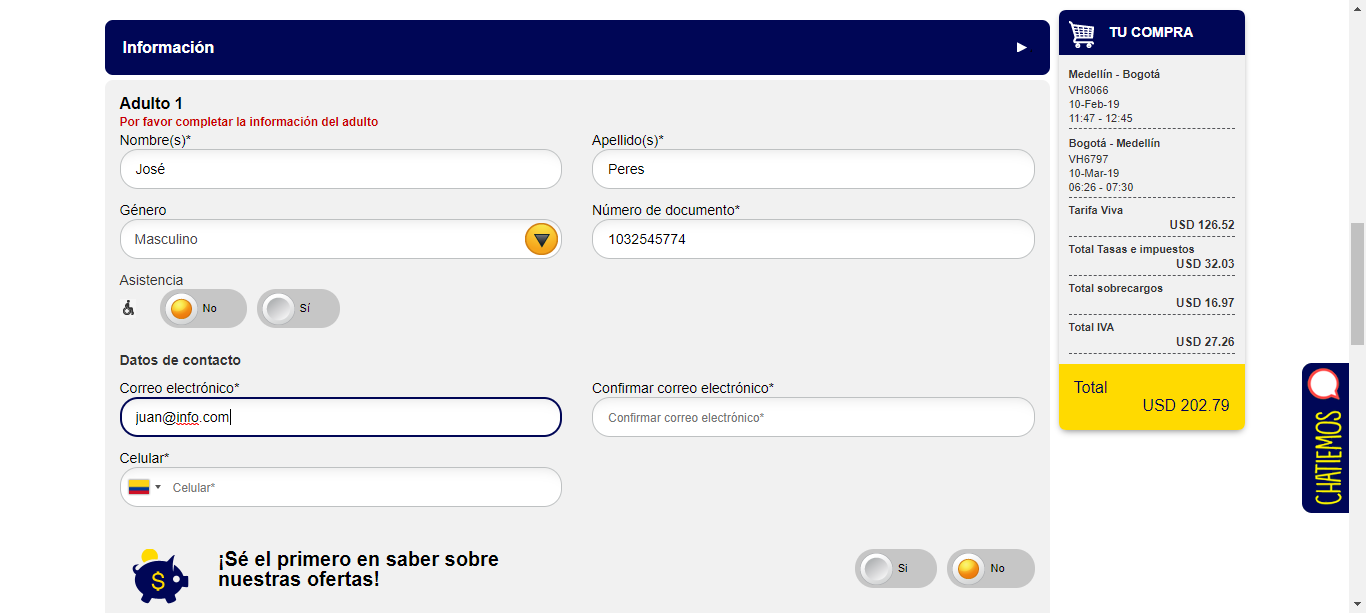 Información
Adulto 1
Por favor completar la información del adulto
Nombre(s)*
Apellido(s)*
José
Peres
Género
Número de documento*
Masculino
1032545774
Asistencia
No
Sí
Datos de contacto
Correo electrónico*
Confirmar correo electrónico*
juan@info.com
Confirmar correo electrónico*
Celular*
Celular*
$
¡Sé el primero en saber sobre
nuestras ofertas!
Si
No
TU COMPRA
Medellín - Bogotá
VH8066
10-Feb-19
11:47 - 12:45
Bogotá - Medellín
VH6797
10-Mar-19
06:26 - 07:30
Tarifa Viva
USD 126.52
Total Tasas e impuestos
USD 32.03
Total sobrecargos
USD 16.97
Total IVA
USD 27.26
Total
USD 202.79
CHATIEMOS